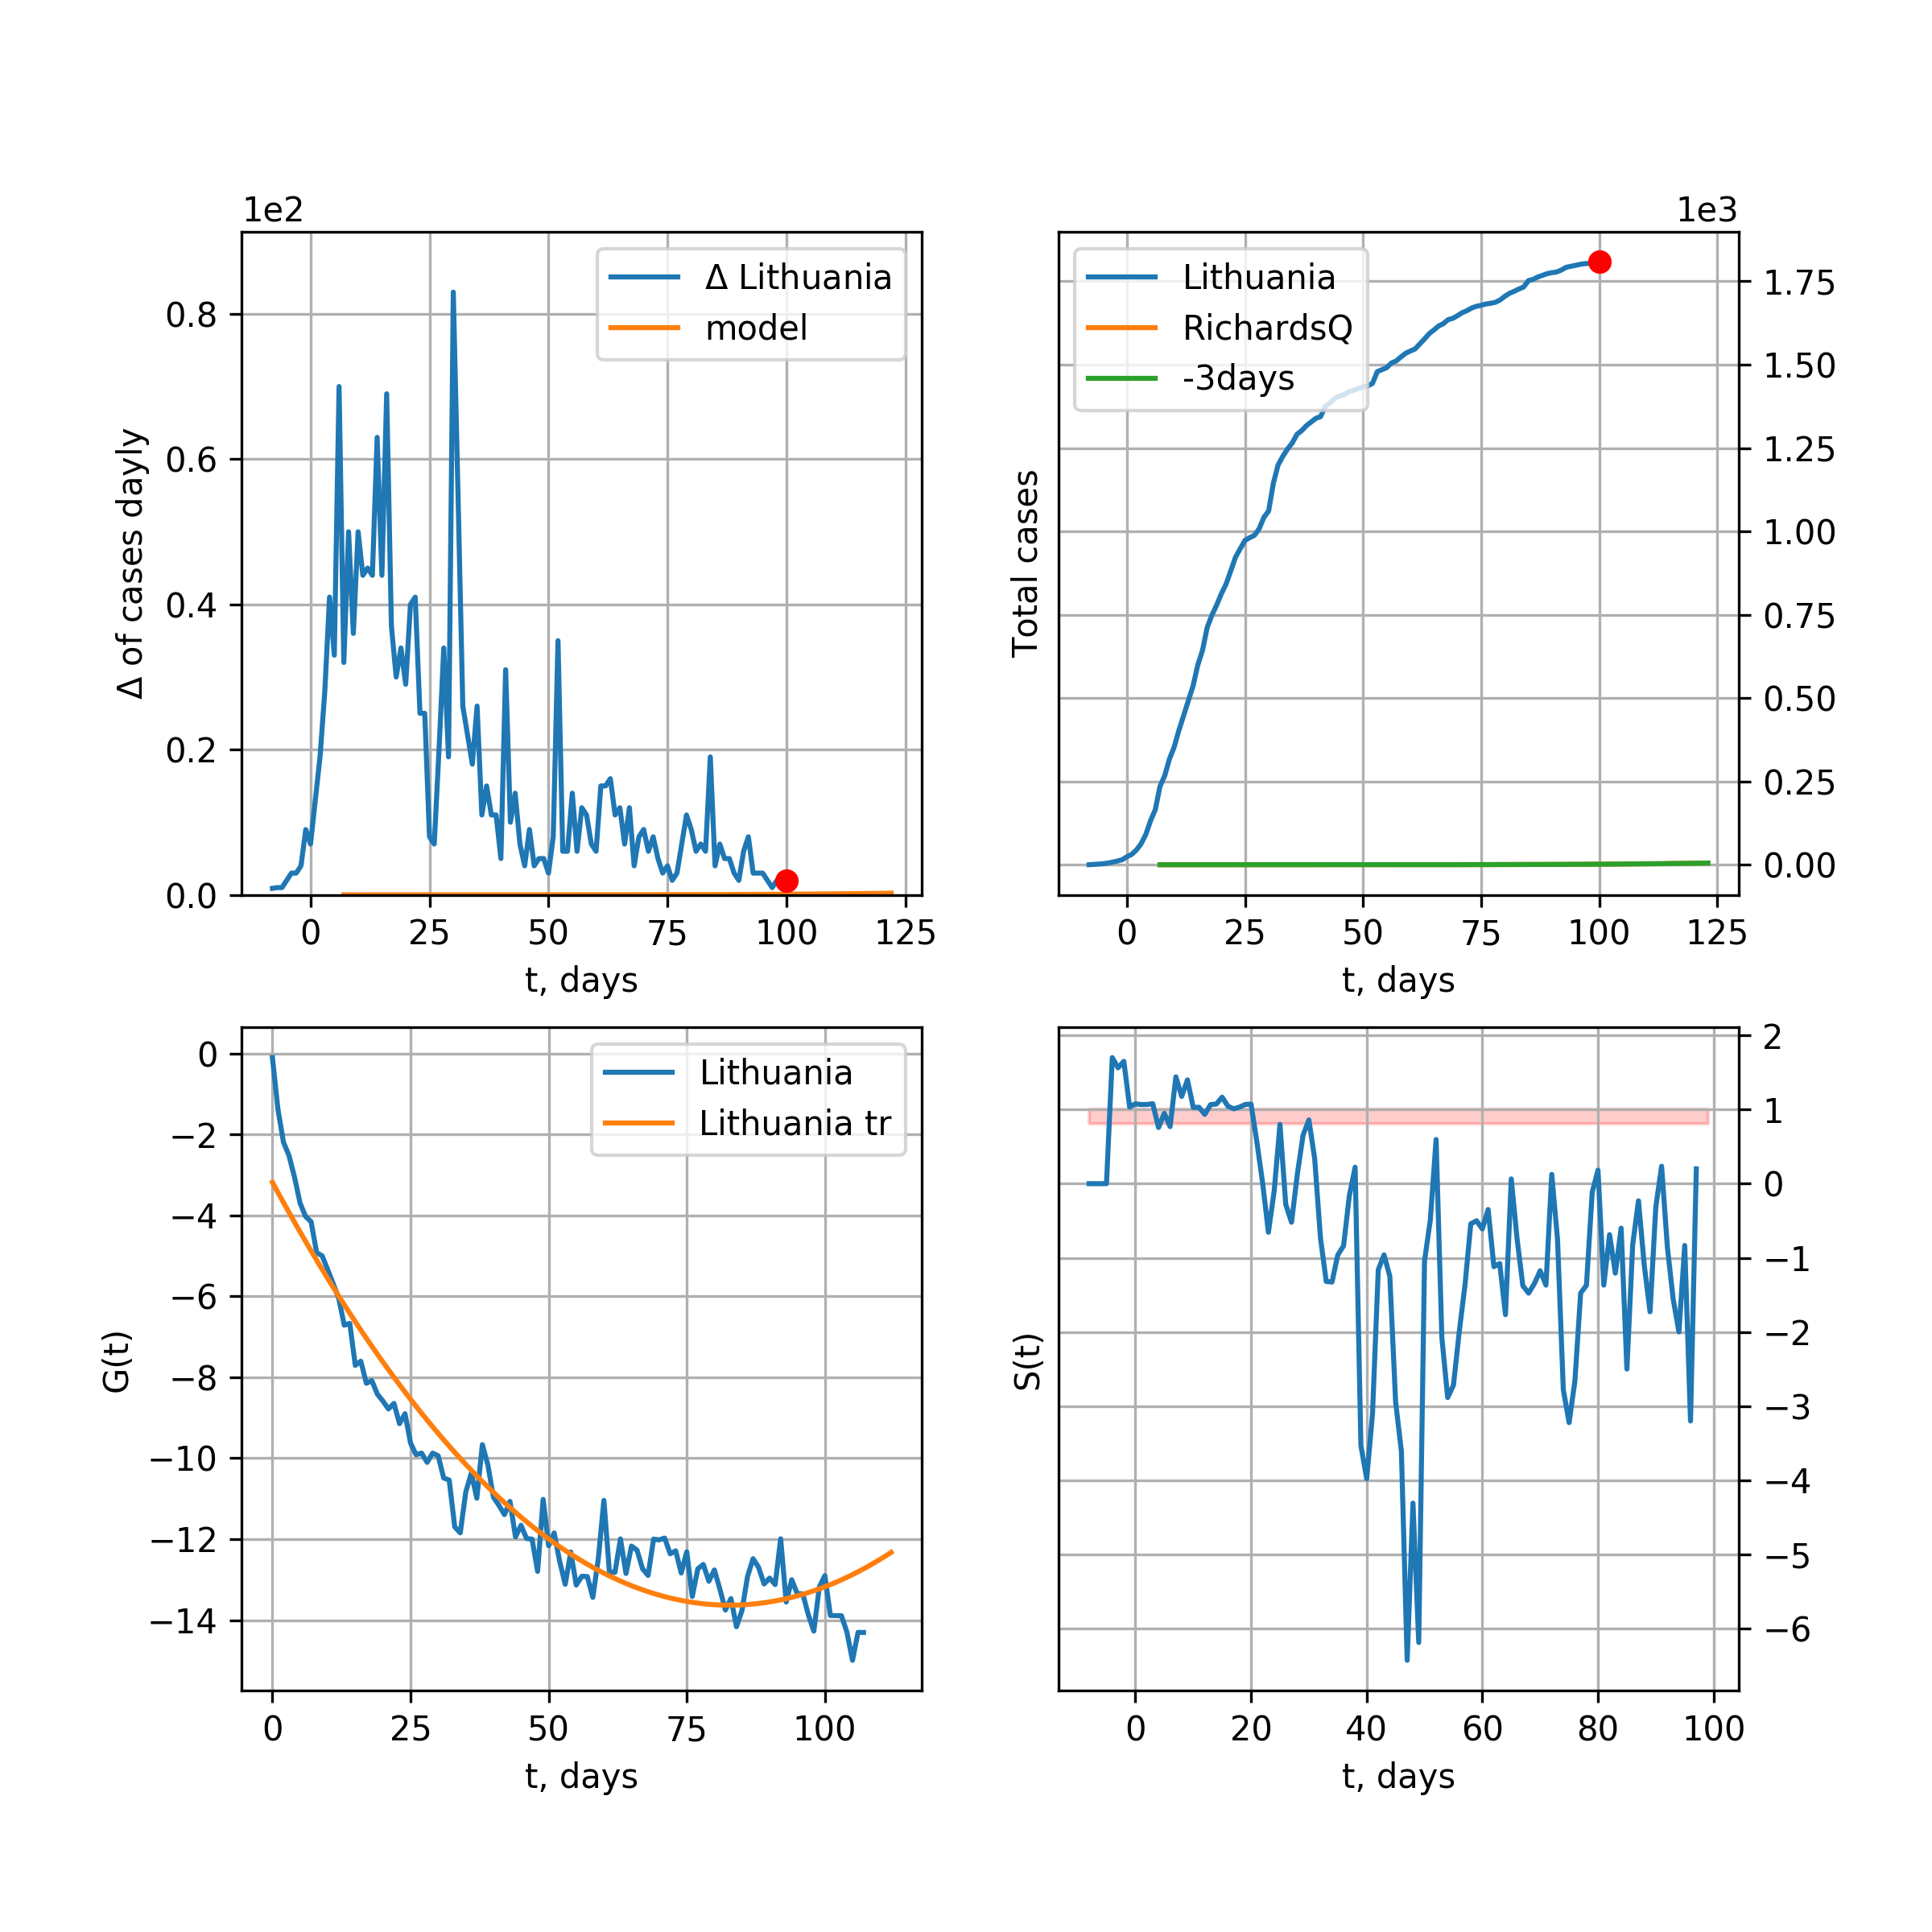 1e2
Δ Lithuania
model
0.8
0.6
0.4
0.2
0.0
Δ of cases dayly
0 25 50 75 100 125
t, days
1e3
Lithuania
RichardsQ
-3days
Total cases
1.75
1.50
1.25
1.00
0.75
0.50
0.25
0.00
0 25 50 75 100 125
t, days
Lithuania
Lithuania tr
0
−2
−4
−6
−8
−10
−12
−14
G(t)
0 25 50 75 100
t, days
S(t)
2
1
0
−1
−2
−3
−4
−5
−6
0 20 40 60 80 100
t, days